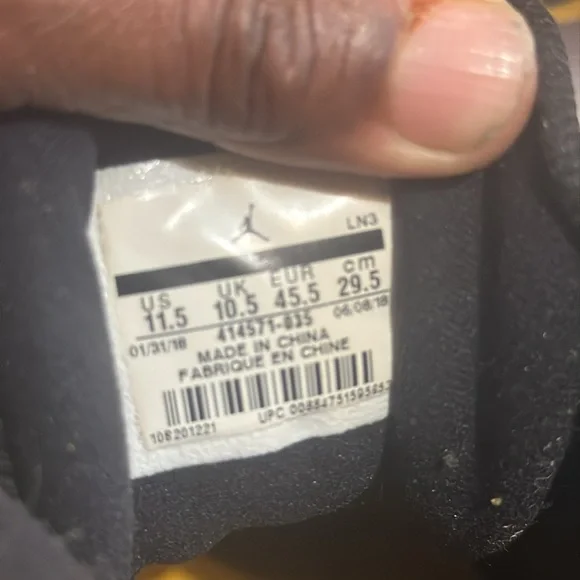 LN3
US UK EUR cm
11.5 10.5 45.5 29.5
01/31/18 414571-035 06/08/18
MADE IN CHINA
FABRIQUE EN CHINE
108201221 UPC